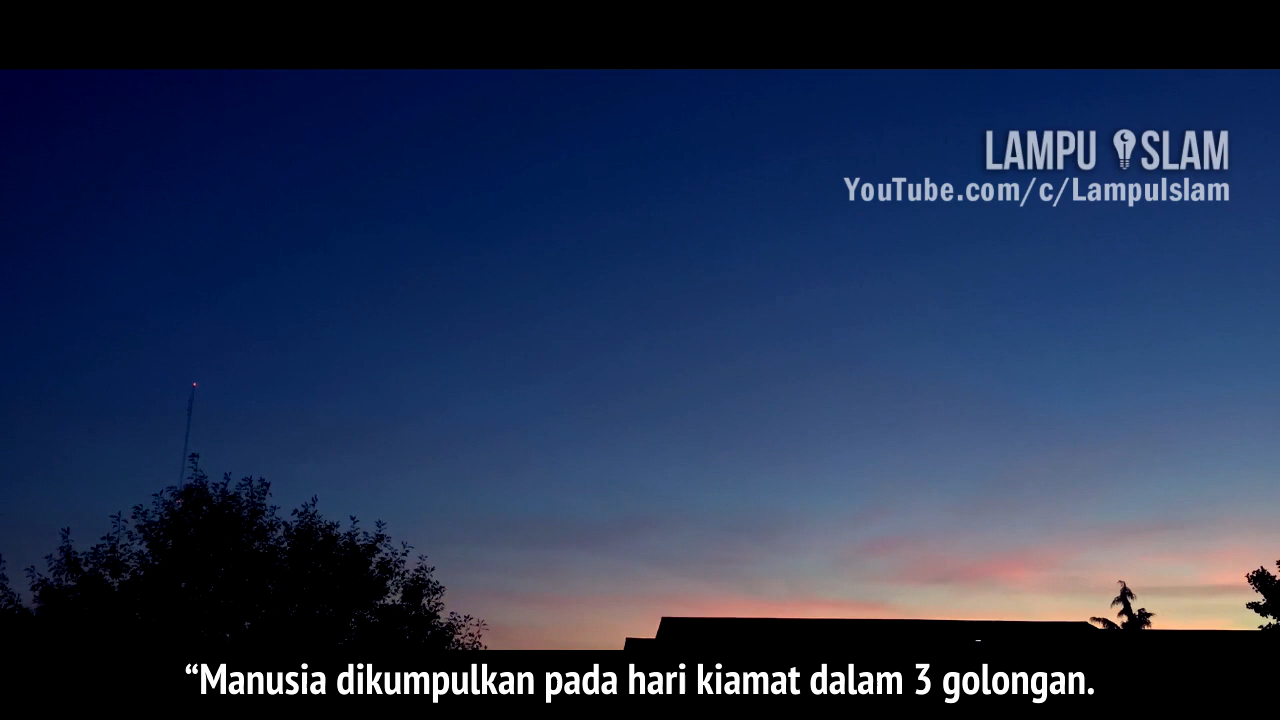 LAMPU ISLAM
YouTube.com/c/LampuIslam
“Manusia dikumpulkan pada hari kiamat dalam 3 golongan.